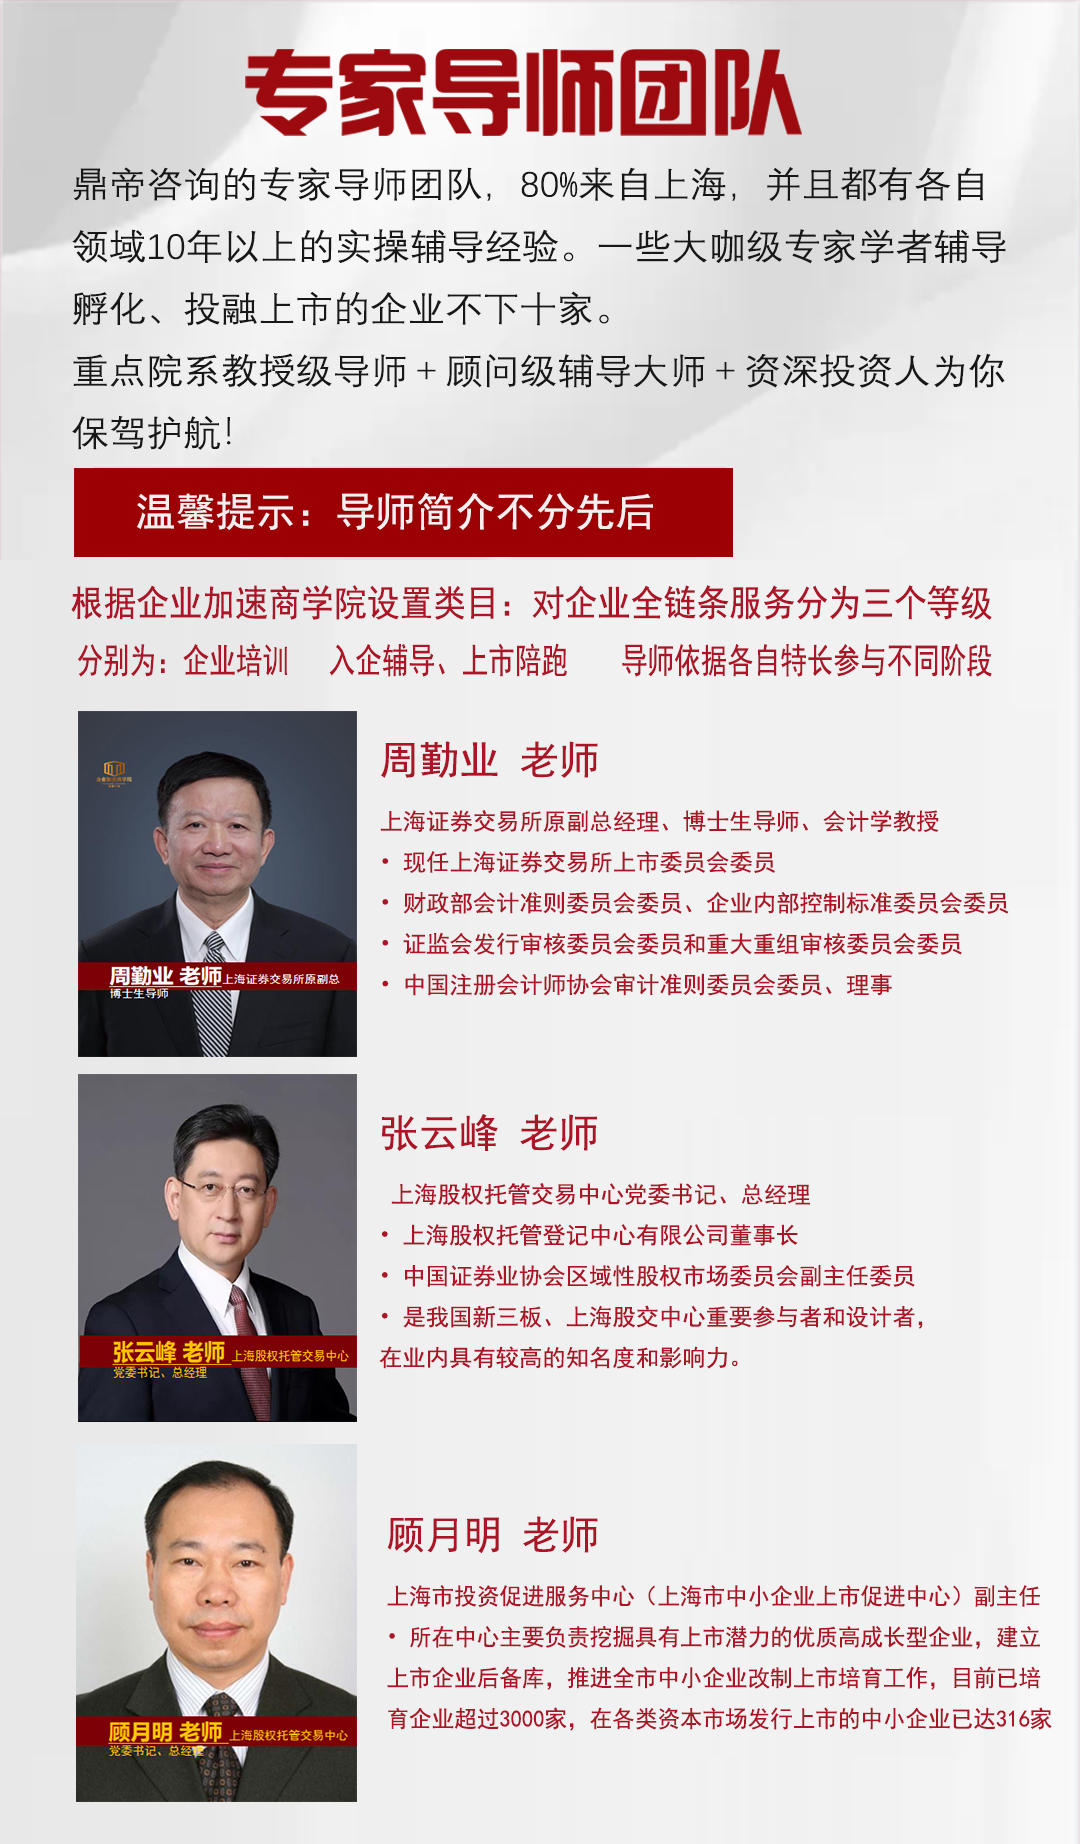 专家导师团队
鼎帝咨询的专家导师团队，80%来自上海，并且都有各自
领域10年以上的实操辅导经验。一些大咖级专家学者辅导
孵化、投融上市的企业不下十家。
重点院系教授级导师+顾问级辅导大师+资深投资人为你
保驾护航！
温馨提示：导师简介不分先后
根据企业加速商学院设置类目：对企业全链条服务分为三个等级
分别为：企业培训 入企辅导、上市陪跑 导师依据各自特长参与不同阶段
周勤业 老师
上海证券交易所原副总经理、博士生导师、会计学教授
• 现任上海证券交易所上市委员会委员
• 财政部会计准则委员会委员、企业内部控制标准委员会委员
• 证监会发行审核委员会委员和重大重组审核委员会委员
• 中国注册会计师协会审计准则委员会委员、理事
周勤业 老师 上海证券交易所原副总
博士生导师
张云峰 老师
上海股权托管交易中心党委书记、总经理
• 上海股权托管登记中心有限公司董事长
• 中国证券业协会区域性股权市场委员会副主任委员
• 是我国新三板、上海股交中心重要参与者和设计者，
在业内具有较高的知名度和影响力。
张云峰 老师 上海股权托管交易中心
党委书记、总经理
顾月明 老师
上海市投资促进服务中心（上海市中小企业上市促进中心）副主任
• 所在中心主要负责挖掘具有上市潜力的优质高成长型企业，建立
上市企业后备库，推进全市中小企业改制上市培育工作，目前已培
育企业超过3000家，在各类资本市场发行上市的中小企业已达316家
顾月明 老师 上海股权托管交易中心
党委书记、总经理